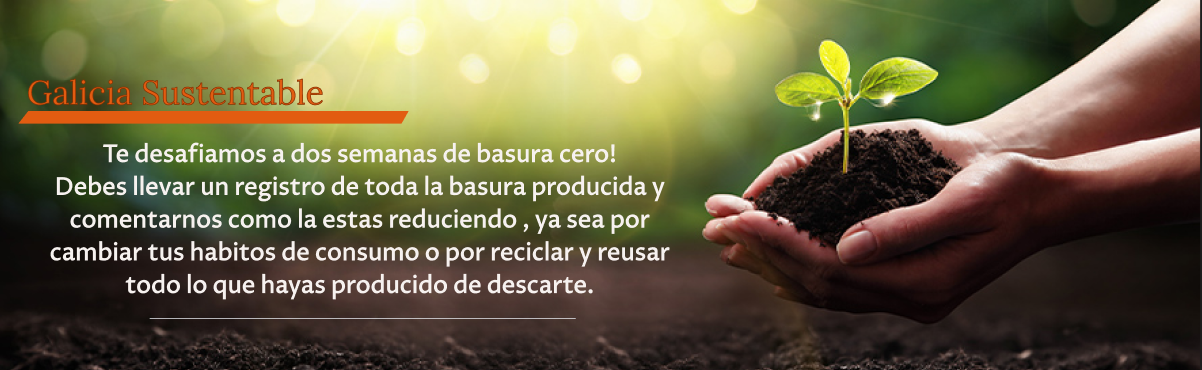 Galicia Sustentable
Te desafiamos a dos semanas de basura cero!
Debes llevar un registro de toda la basura producida y
comentarnos como la estas reduciendo , ya sea por
cambiar tus habitos de consumo o por reciclar y reusar
todo lo que hayas producido de descarte.